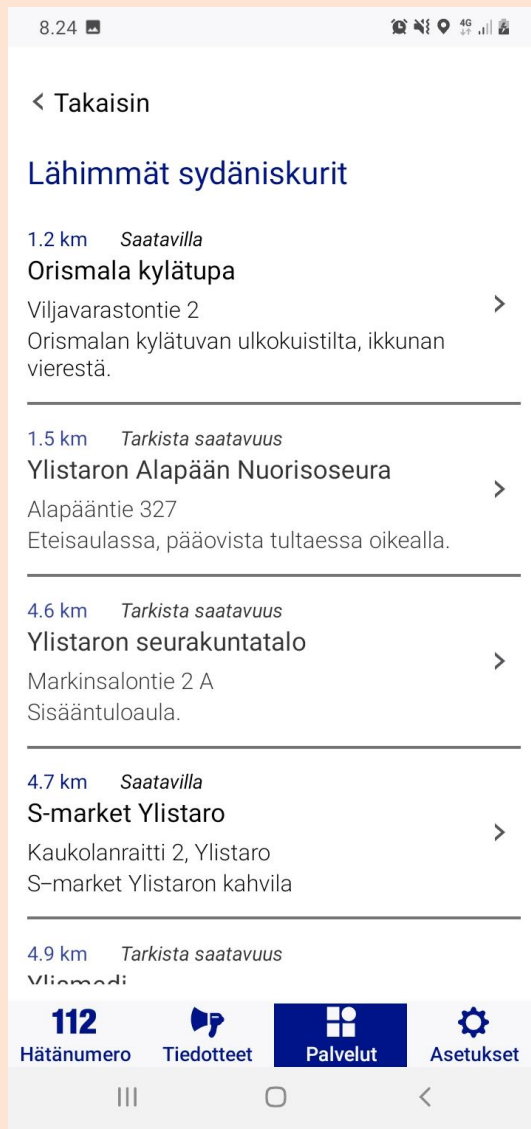 8.24
4G
Takaisin
Lähimmät sydäniskurit
1.2 km Saatavilla
Orismala kylätupa
Viljavarastontie 2
Orismalan kylätuvan ulkokuistilta, ikkunan
vierestä.
1.5 km Tarkista saatavuus
Ylistaron Alapään Nuorisoseura
Alapääntie 327
Eteisaulassa, pääovista tultaessa oikealla.
4.6 km Tarkista saatavuus
Ylistaron seurakuntatalo
Markinsalontie 2 A
Sisääntuloaula.
4.7 km Saatavilla
S-market Ylistaro
Kaukolanraitti 2, Ylistaro
S–market Ylistaron kahvila
4.9 km Tarkista saatavuus
112 Hätänumero
Tiedotteet
Palvelut
Asetukset